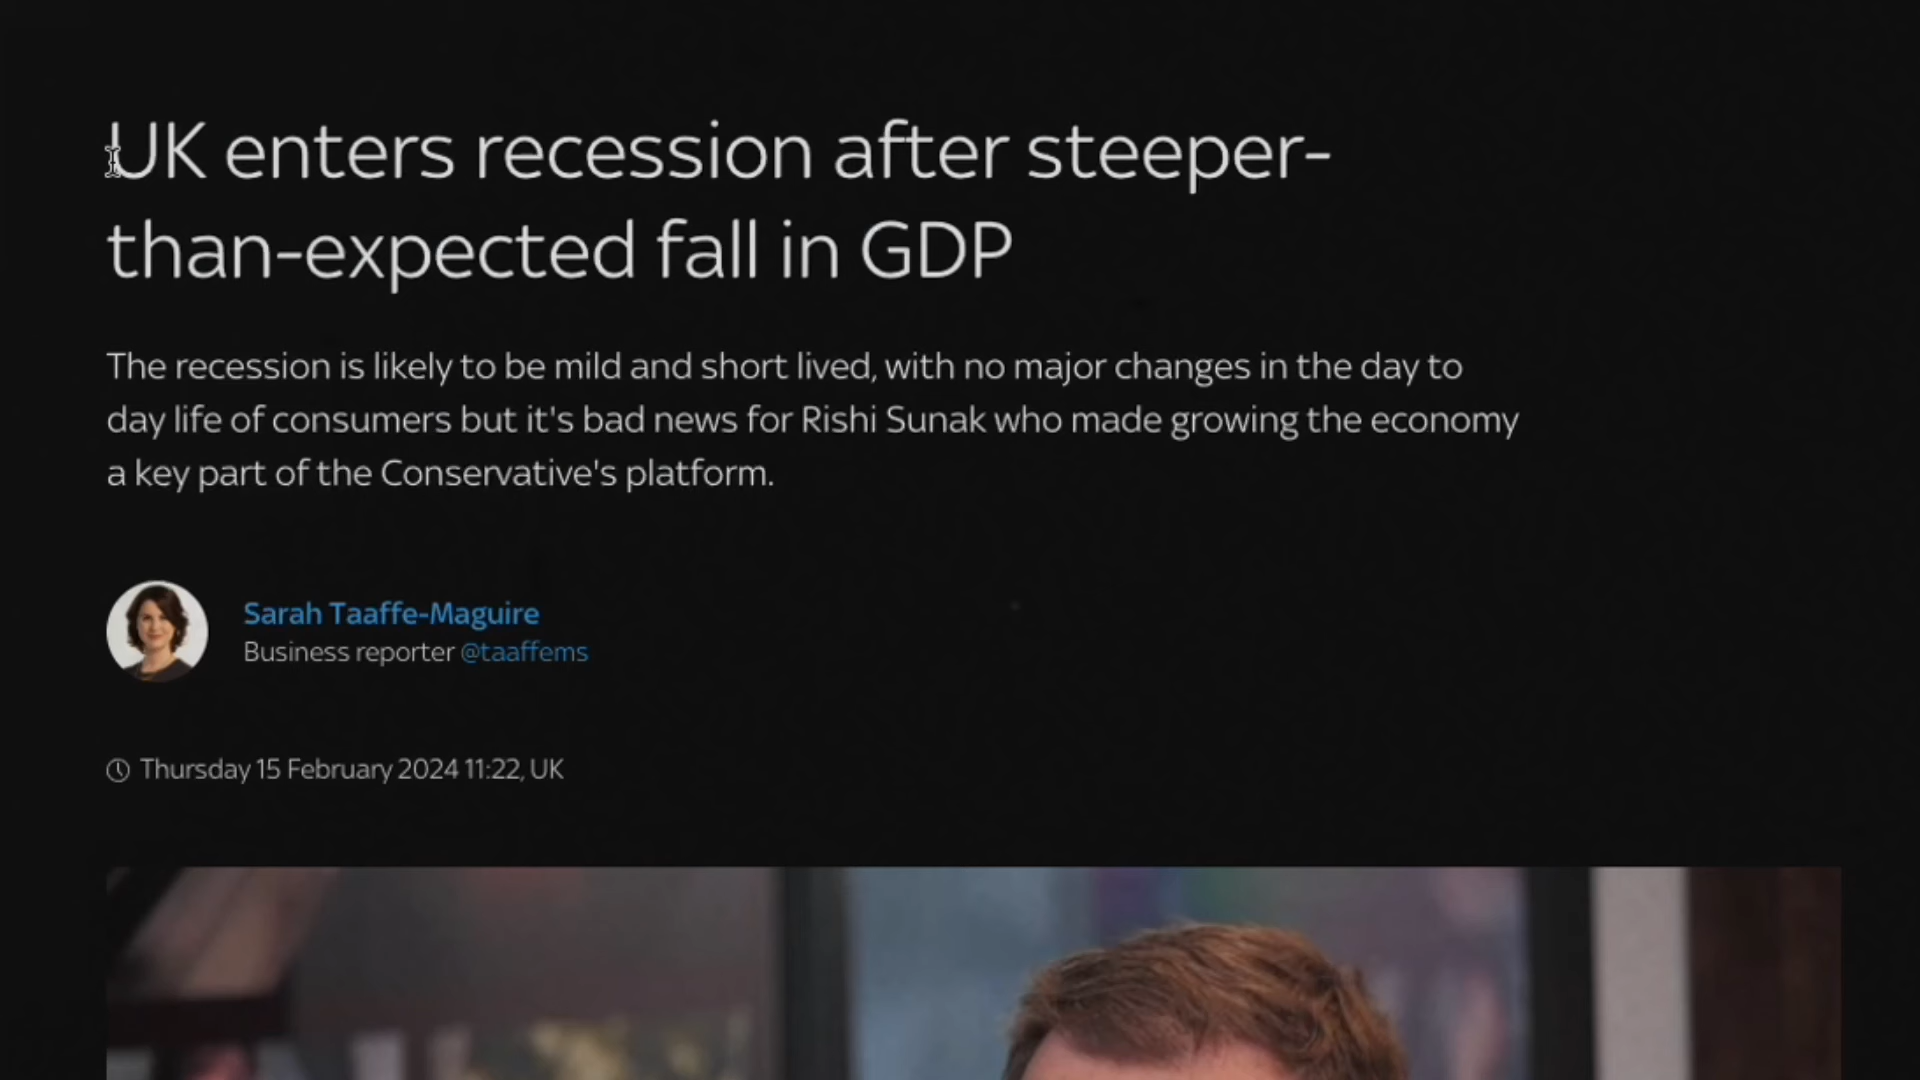 UK enters recession after steeper-
than-expected fall in GDP
The recession is likely to be mild and short lived, with no major changes in the day to
day life of consumers but it's bad news for Rishi Sunak who made growing the economy
a key part of the Conservative's platform.
Sarah Taaffe-Maguire
Business reporter @taaffems
Thursday 15 February 2024 11:22, UK